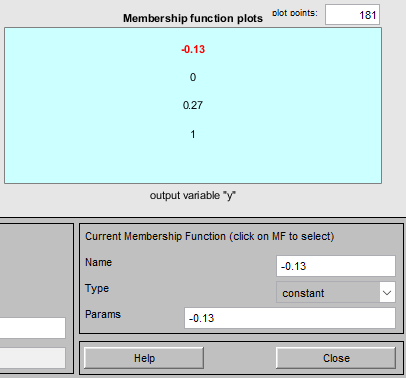 Membership function plots plot points: 181
-0.13
0
0.27
1
output variable "y"
Current Membership Function (click on MF to select)
Name -0.13
Type constant
Params -0.13
Help Close